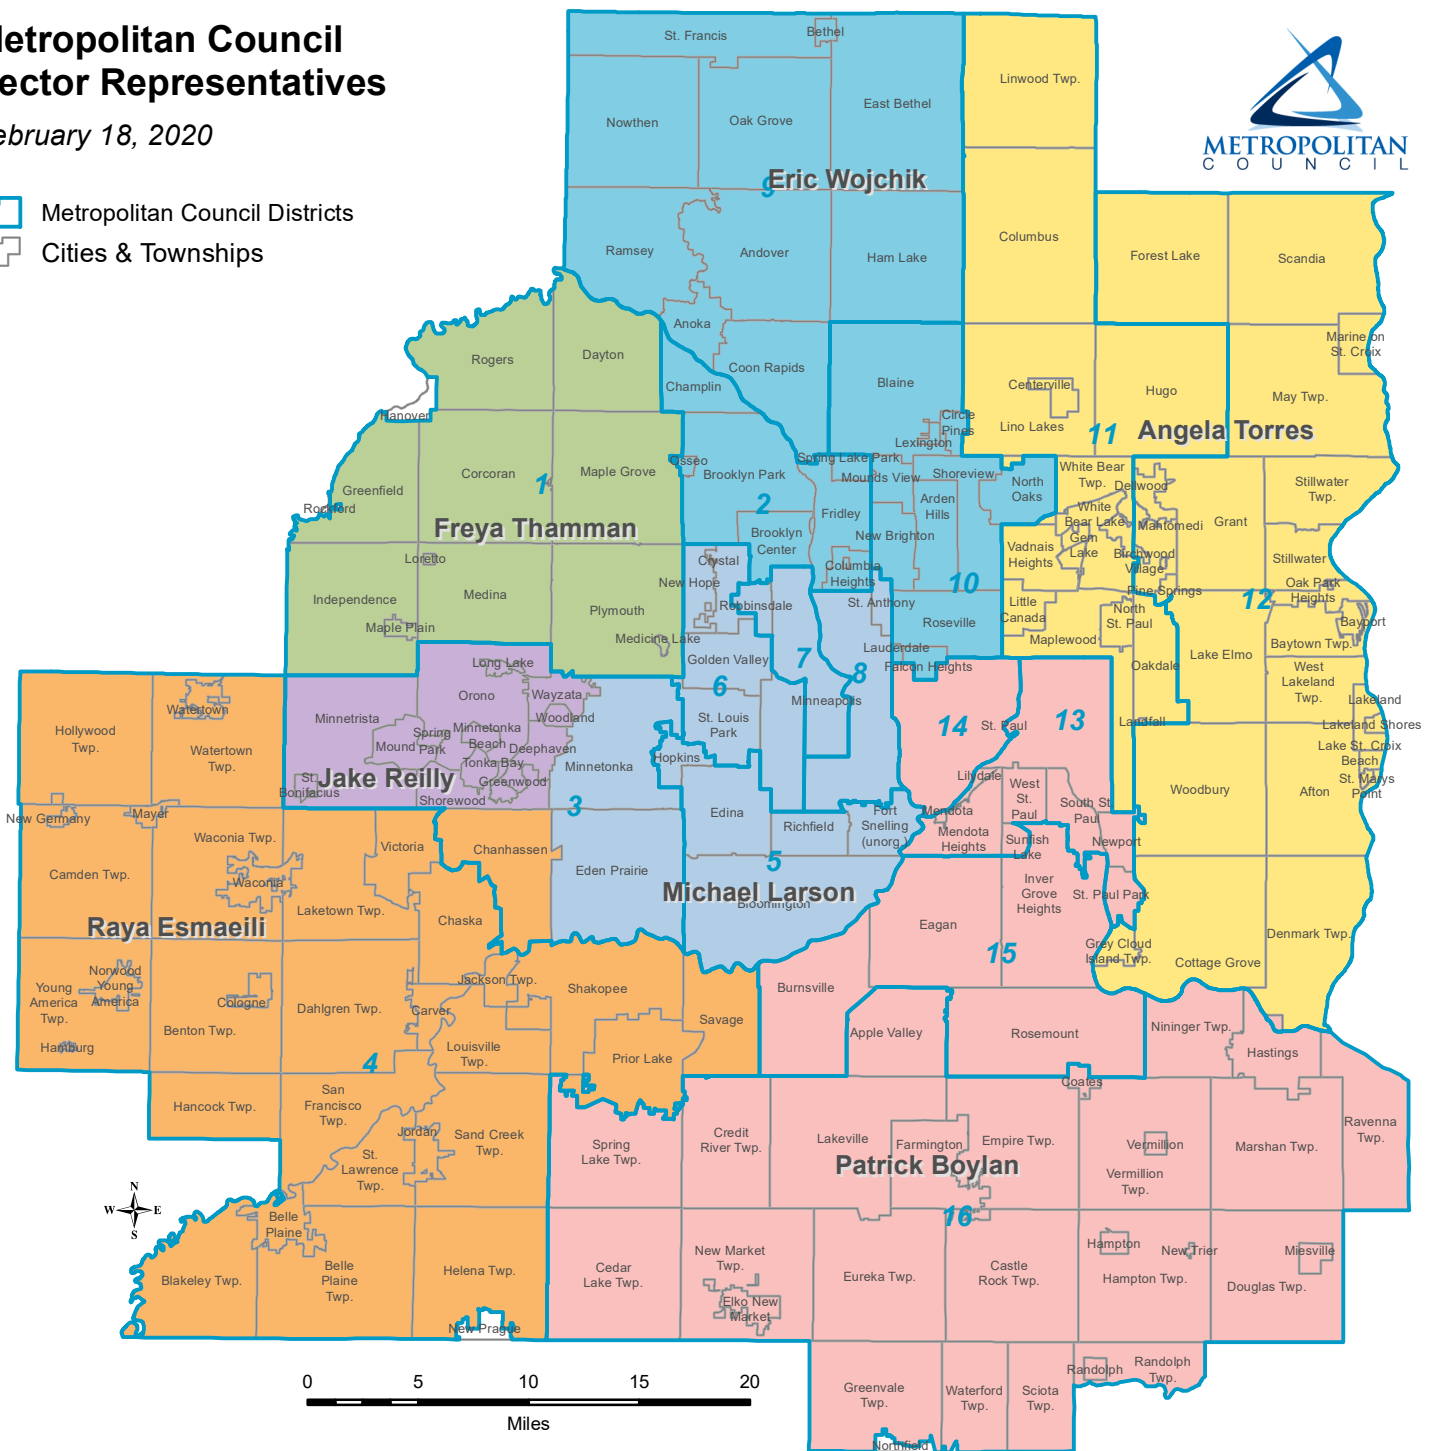 etropolitan Council
ector Representatives
ebruary 18, 2020
Metropolitan Council Districts
Cities & Townships
METROPOLITAN
COUNCIL
St. Francis
Bethel
Linwood Twp.
Nowthen
Oak Grove
East Bethel
Eric Wojchik
9
Ramsey
Andover
Ham Lake
Columbus
Forest Lake
Scandia
Anoka
Rogers
Dayton
Coon Rapids
Champlin
Blaine
Marine on
St. Croix
Centerville
Hugo
May Twp.
Hanover
Circle
Pines
Lino Lakes
Lexington
11
Angela Torres
Corcoran
Maple Grove
Osseo
Brooklyn Park
Spring Lake Park
Mounds View
Shoreview
North
Oaks
White Bear
Twp.
Dellwood
Stillwater
Twp.
Greenfield
1
2
Rockford
Freya Thamman
Fridley
Arden
Hills
White
Bear Lake
Mahtomedi
Grant
Brooklyn
Center
New Brighton
Gem
Lake
Vadnais
Heights
Birchwood
Village
Stillwater
Loretto
Crystal
New Hope
Columbia
Heights
10
Pine Springs
Oak Park
Heights
12
Independence
Medina
Plymouth
Robbinsdale
St. Anthony
Little
Canada
North
St. Paul
Bayport
Maple Plain
Medicine Lake
Roseville
Maplewood
Baytown Twp.
Lauderdale
Falcon Heights
Long Lake
Golden Valley
7
8
Oakdale
Lake Elmo
West
Lakeland
Twp.
Orono
Wayzata
6
Minneapolis
Lakeland
Hollywood
Twp.
Watertown
Watertown
Twp.
Minnetrista
Woodland
St. Louis
Park
14
St. Paul
13
Landfall
Lakeland Shores
Mound
Spring
Park
Minnetonka
Beach
Deephaven
Lake St. Croix
Beach
Tonka Bay
Minnetonka
Hopkins
Jake Reilly
Greenwood
St.
Bonifacius
Shorewood
3
Lilydale
West
St.
Paul
South St.
Paul
Woodbury
Afton
St. Marys
Point
New Germany
Mayer
Edina
Richfield
Fort
Snelling
(unorg.)
Mendota
Mendota
Heights
Sunfish
Lake
Newport
Waconia Twp.
Victoria
Chanhassen
Camden Twp.
Waconia
Eden Prairie
5
Michael Larson
Bloomington
Inver
Grove
Heights
St. Paul Park
Laketown Twp.
Chaska
Raya Esmaeili
Eagan
15
Grey Cloud
Island Twp.
Cottage Grove
Denmark Twp.
Norwood
Young
America
Young
America
Twp.
Cologne
Jackson Twp.
Shakopee
Burnsville
Benton Twp.
Dahlgren Twp.
Carver
Savage
Apple Valley
Rosemount
Nininger Twp.
Hamburg
Louisville
Twp.
Prior Lake
Hastings
4
Hancock Twp.
San
Francisco
Twp.
Coates
Jordan
Sand Creek
Twp.
Spring
Lake Twp.
Credit
River Twp.
Lakeville
Farmington
Empire Twp.
Vermillion
Marshan Twp.
Ravenna
Twp.
St.
Lawrence
Twp.
Patrick Boylan
Vermillion
Twp.
N
W E
S
Belle
Plaine
16
Blakeley Twp.
Belle
Plaine
Twp.
Helena Twp.
Cedar
Lake Twp.
New Market
Twp.
Eureka Twp.
Castle
Rock Twp.
Hampton
New Trier
Miesville
Hampton Twp.
Douglas Twp.
Elko New
Market
New Prague
0 5 10 15 20
Miles
Greenvale
Twp.
Waterford
Twp.
Sciota
Twp.
Randolph
Randolph
Twp.
Northfield